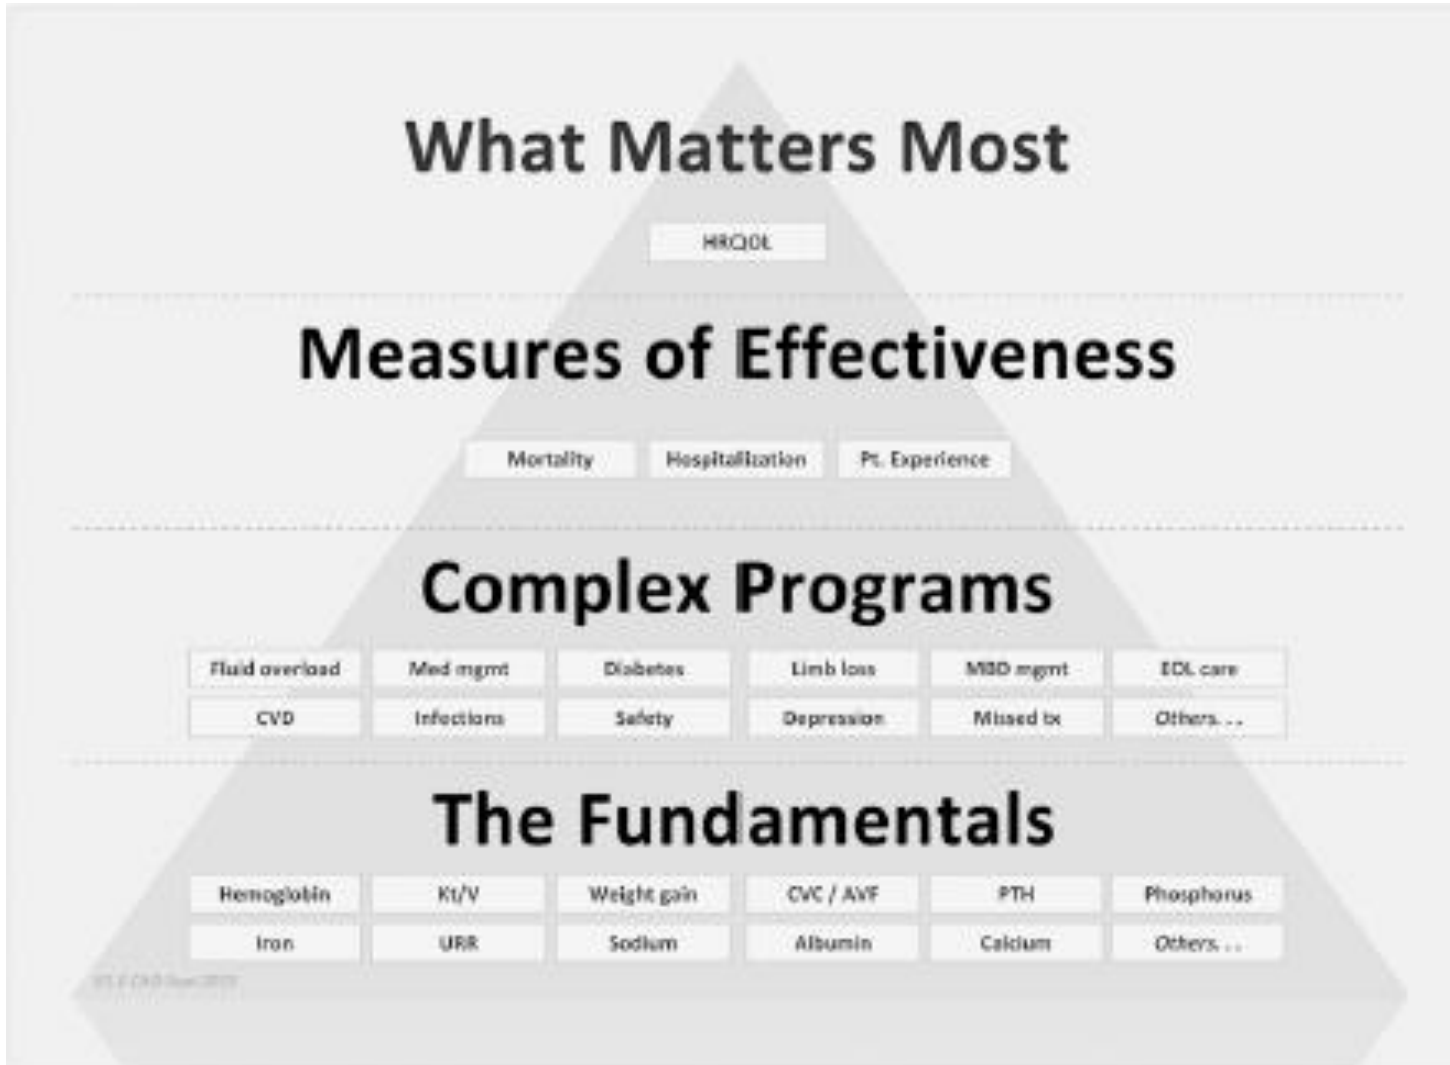 What Matters Most
HRQOL
Measures of Effectiveness
Mortality Hospitalization Pt. Experience
Complex Programs
Fluid overload Med mgmt Diabetes Limb loss MBD mgmt EOL care
CVD Infections Safety Depression Missed tx Others. . .
The Fundamentals
Hemoglobin Kt/V Weight gain CVC / AVF PTH Phosphorus
Iron URR Sodium Albumin Calcium Others. . .